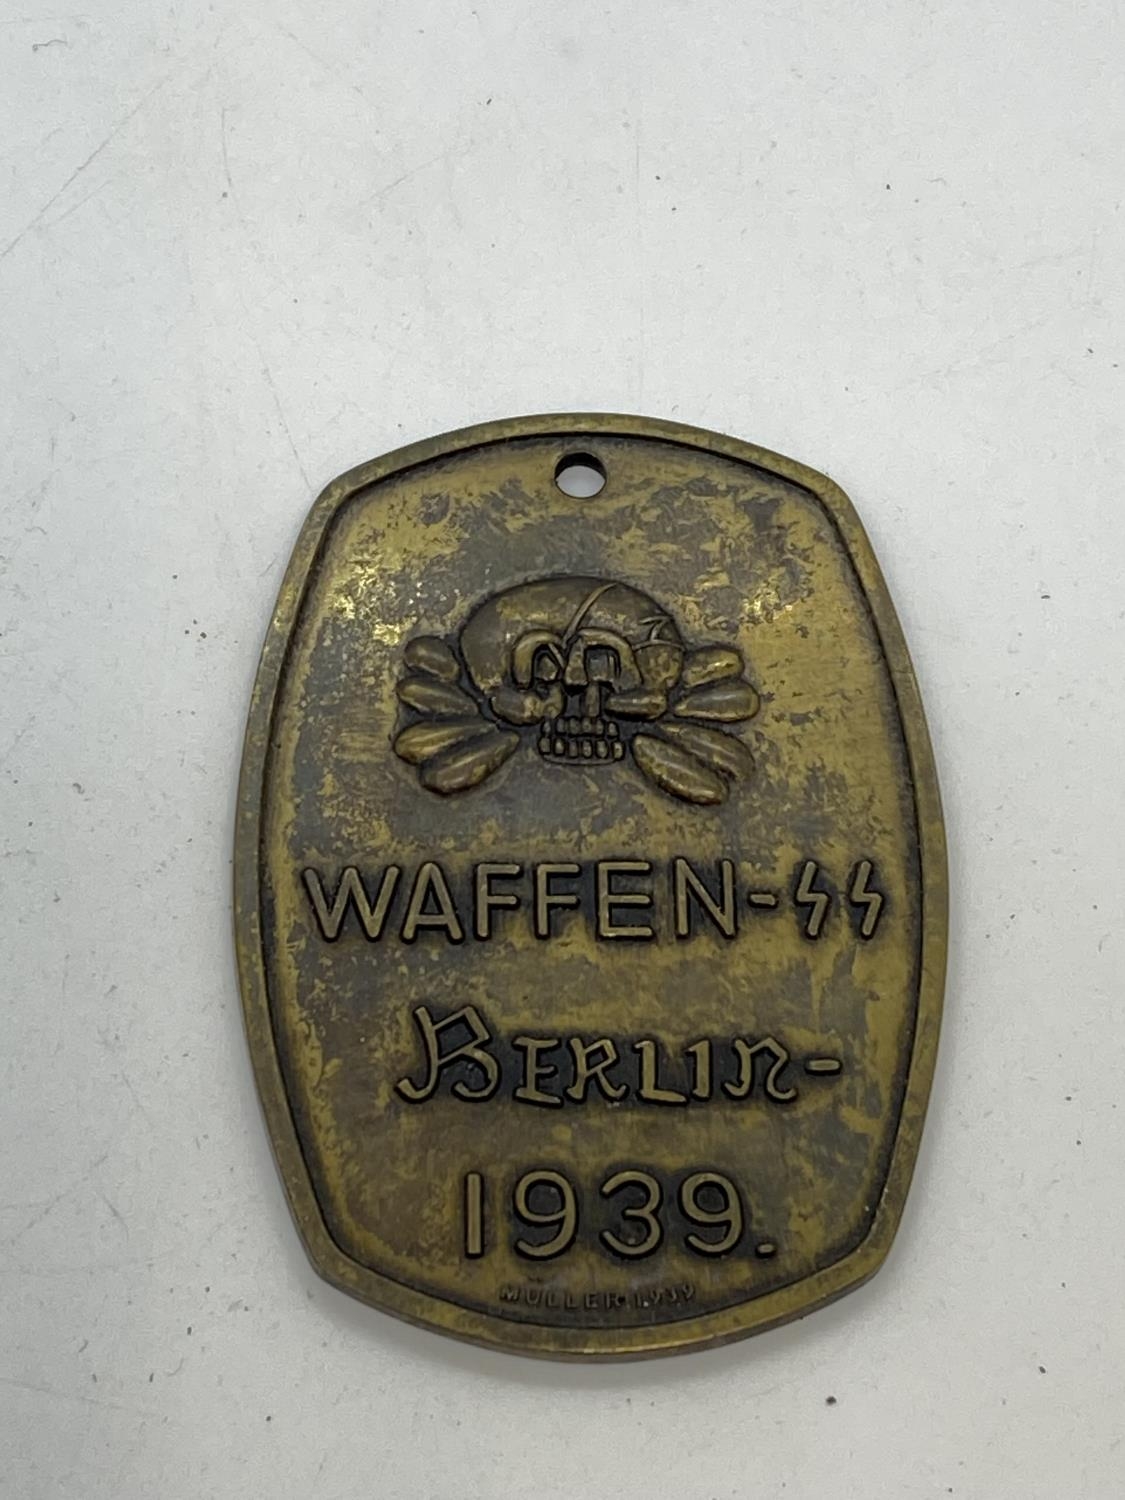 WAFFEN-ϟϟ
BERLIN-
1939.
MULLER 1939